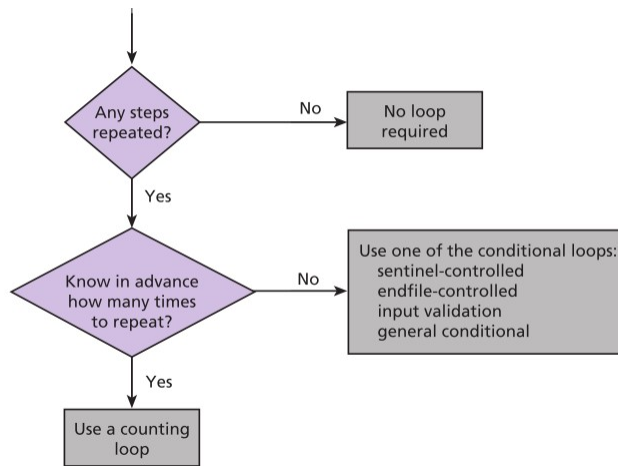 Any steps
repeated?
No
No loop
required
Yes
Know in advance
how many times
to repeat?
No
Use one of the conditional loops:
sentinel-controlled
endfile-controlled
input validation
general conditional
Yes
Use a counting
loop